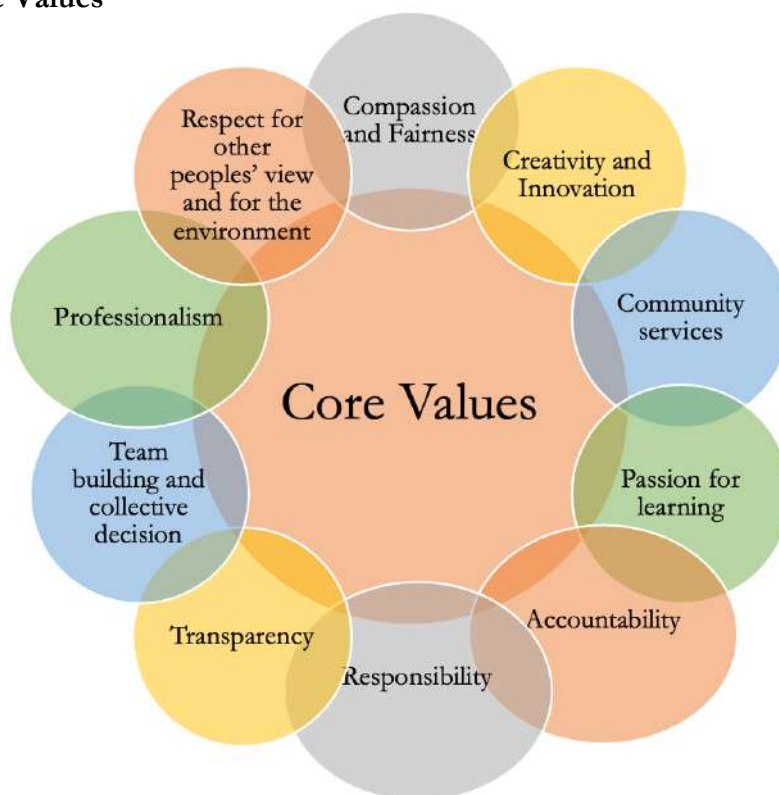 Values
Compassion
and Fairness
Creativity and
Innovation
Community
services
Passion for
learning
Accountability
Responsibility
Transparency
Team
building and
collective
decision
Professionalism
Respect for
other
peoples’ view
and for the
environment
Core Values